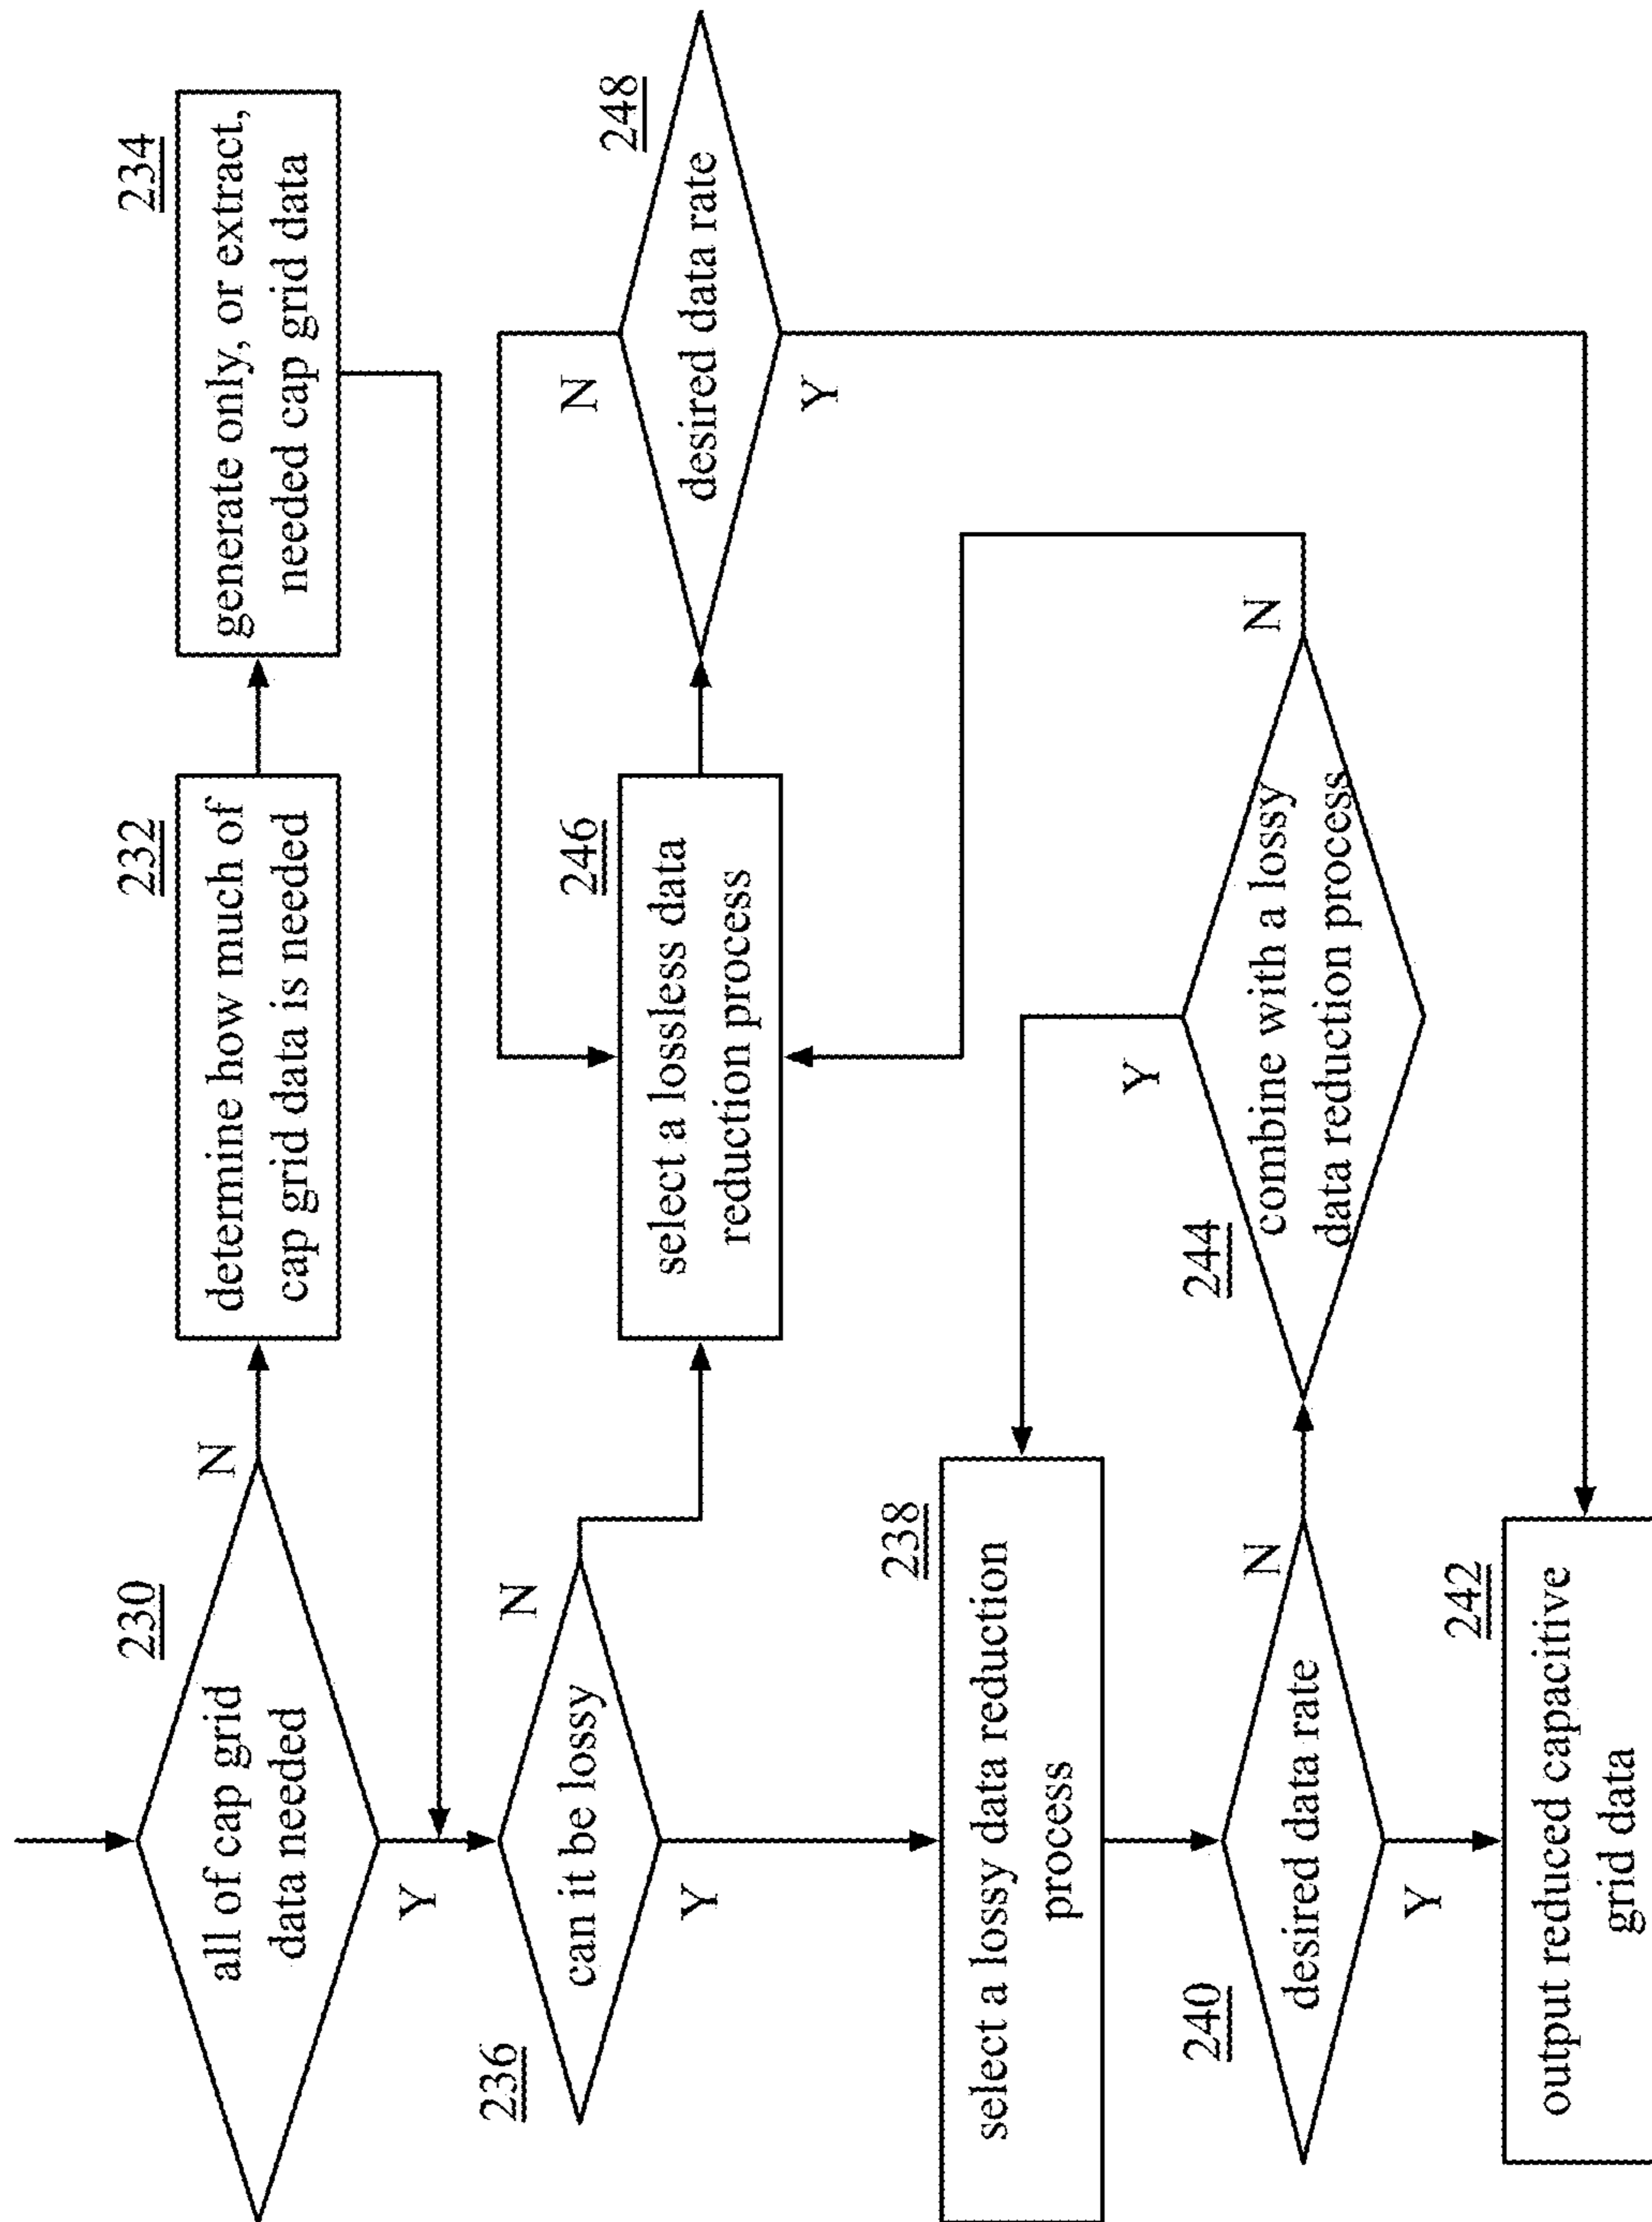 230
all of cap grid
data needed
N
Y
232
determine how much of
cap grid data is needed
234
generate only, or extract,
needed cap grid data
236
can it be lossy
N
Y
246
select a lossless data
reduction process
248
desired data rate
N
Y
238
select a lossy data reduction
process
240
desired data rate
N
Y
244
combine with a lossy
data reduction process
Y
N
242
output reduced capacitive
grid data